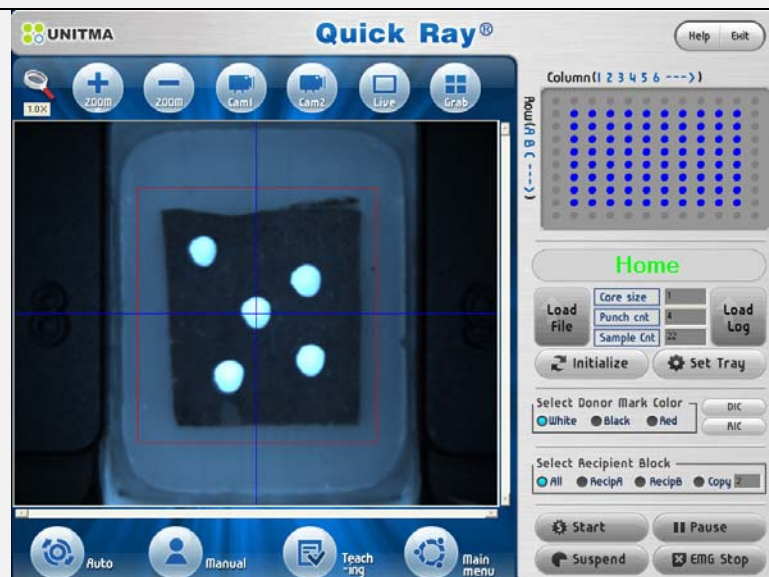 UNITMA
Quick Ray®
Help Exit
1.0X
ZOOM ZOOM Cam1 Cam2 Live Grab
Column(1 2 3 4 5 6 --->)
Row(A B C --->)
Home
Load File
Core size 1
Punch cnt 4
Sample Cnt 22
Load Log
Initialize Set Tray
Select Donor Mark Color
White Black Red
DIC
RIC
Select Recipient Block
All RecipA RecipB Copy 2
Start Pause
Suspend EMG Stop
Auto Manual Teach
-ing Main
menu